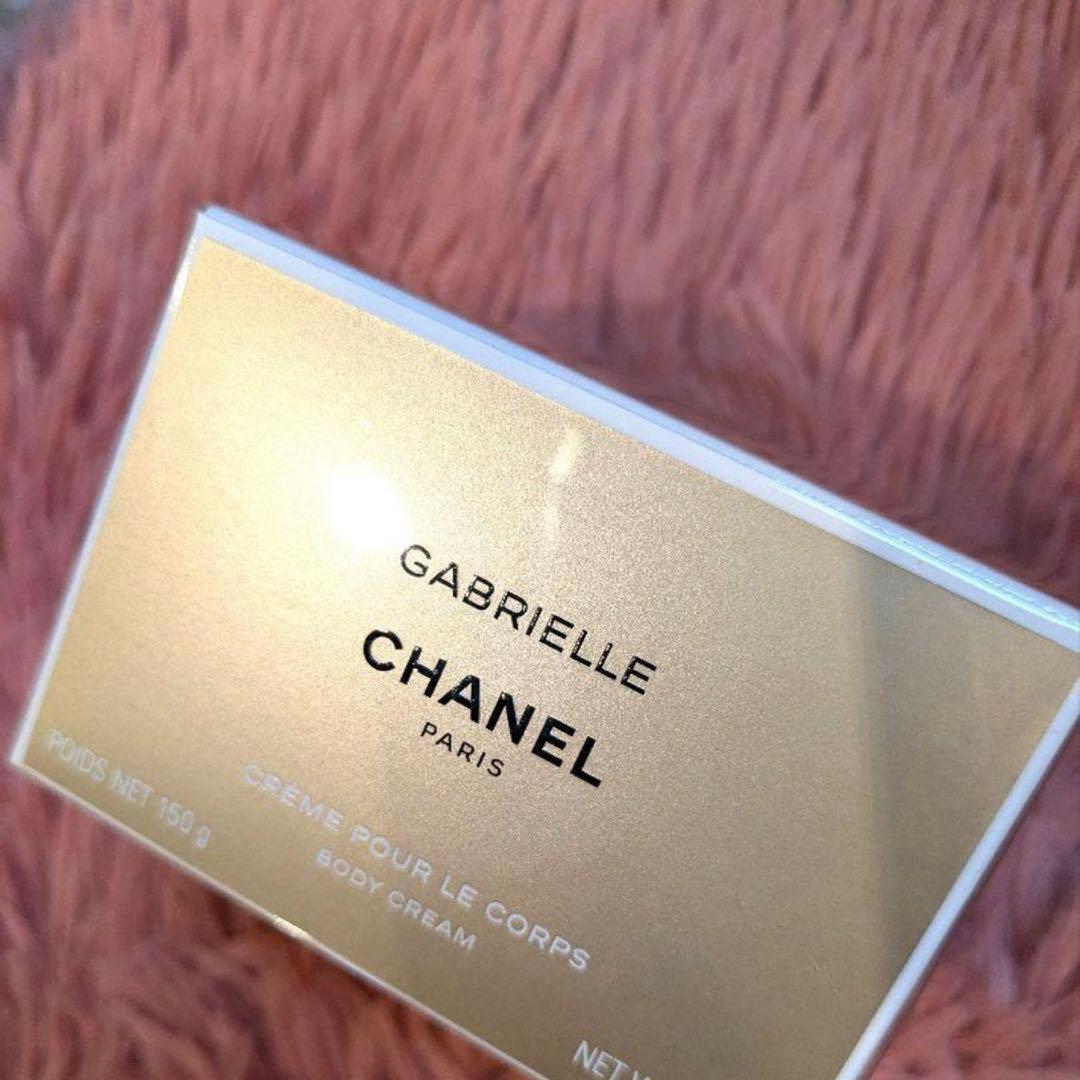 GABRIELLE
CHANEL
PARIS
CRÈME POUR LE CORPS
BODY CREAM
POIDS NET 150 g
NET